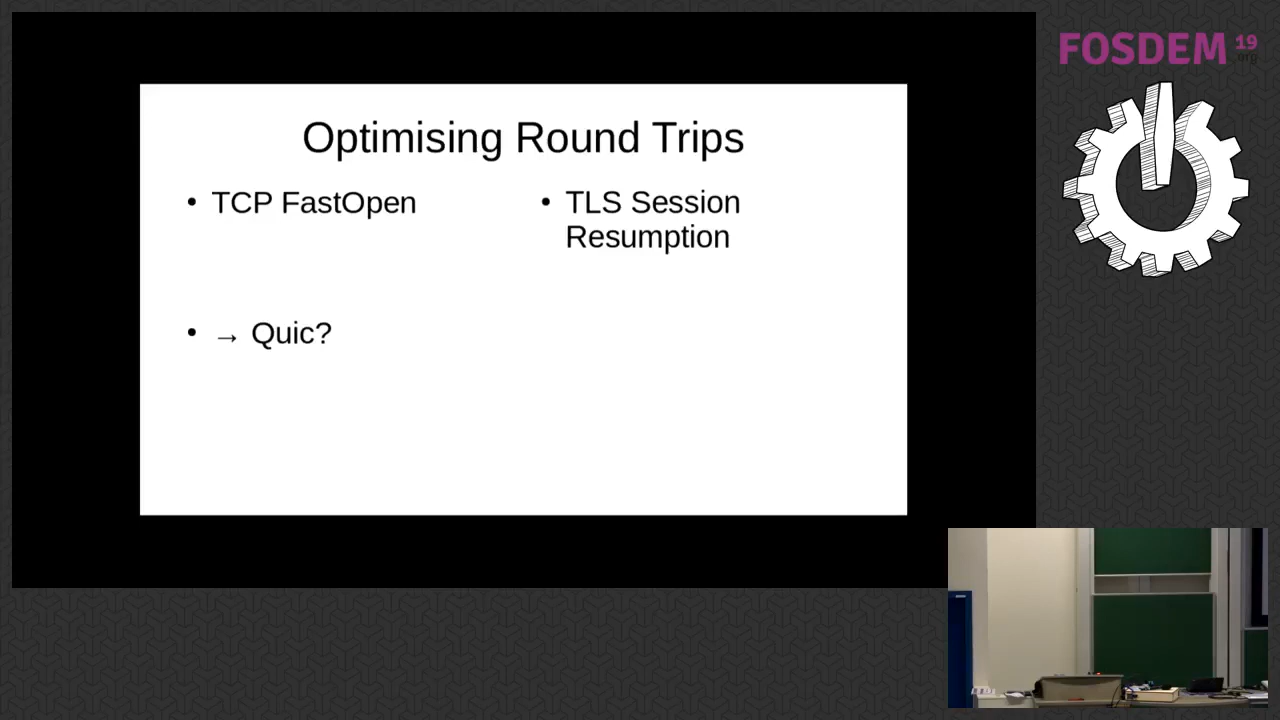 Optimising Round Trips
• TCP FastOpen
• TLS Session
Resumption
• → Quic?
FOSDEM 19
.org